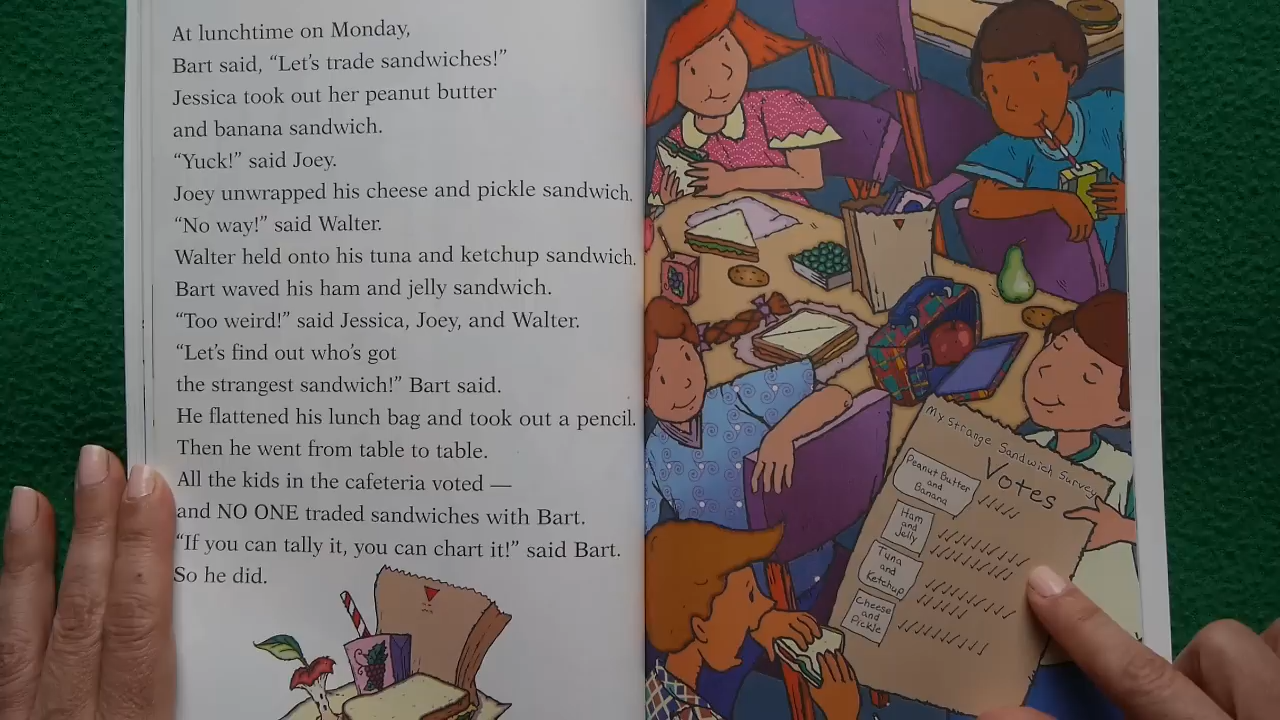 At lunchtime on Monday,
Bart said, “Let’s trade sandwiches!”
Jessica took out her peanut butter
and banana sandwich.
“Yuck!” said Joey.
Joey unwrapped his cheese and pickle sandwich.
“No way!” said Walter.
Walter held onto his tuna and ketchup sandwich.
Bart waved his ham and jelly sandwich.
“Too weird!” said Jessica, Joey, and Walter.
“Let’s find out who’s got
the strangest sandwich!” Bart said.
He flattened his lunch bag and took out a pencil.
Then he went from table to table.
All the kids in the cafeteria voted —
and NO ONE traded sandwiches with Bart.
“If you can tally it, you can chart it!” said Bart.
So he did.
My Strange Sandwich Survey
Votes
Peanut Butter
and
Banana
Ham
and
Jelly
Tuna
and
Ketchup
Cheese
and
Pickle